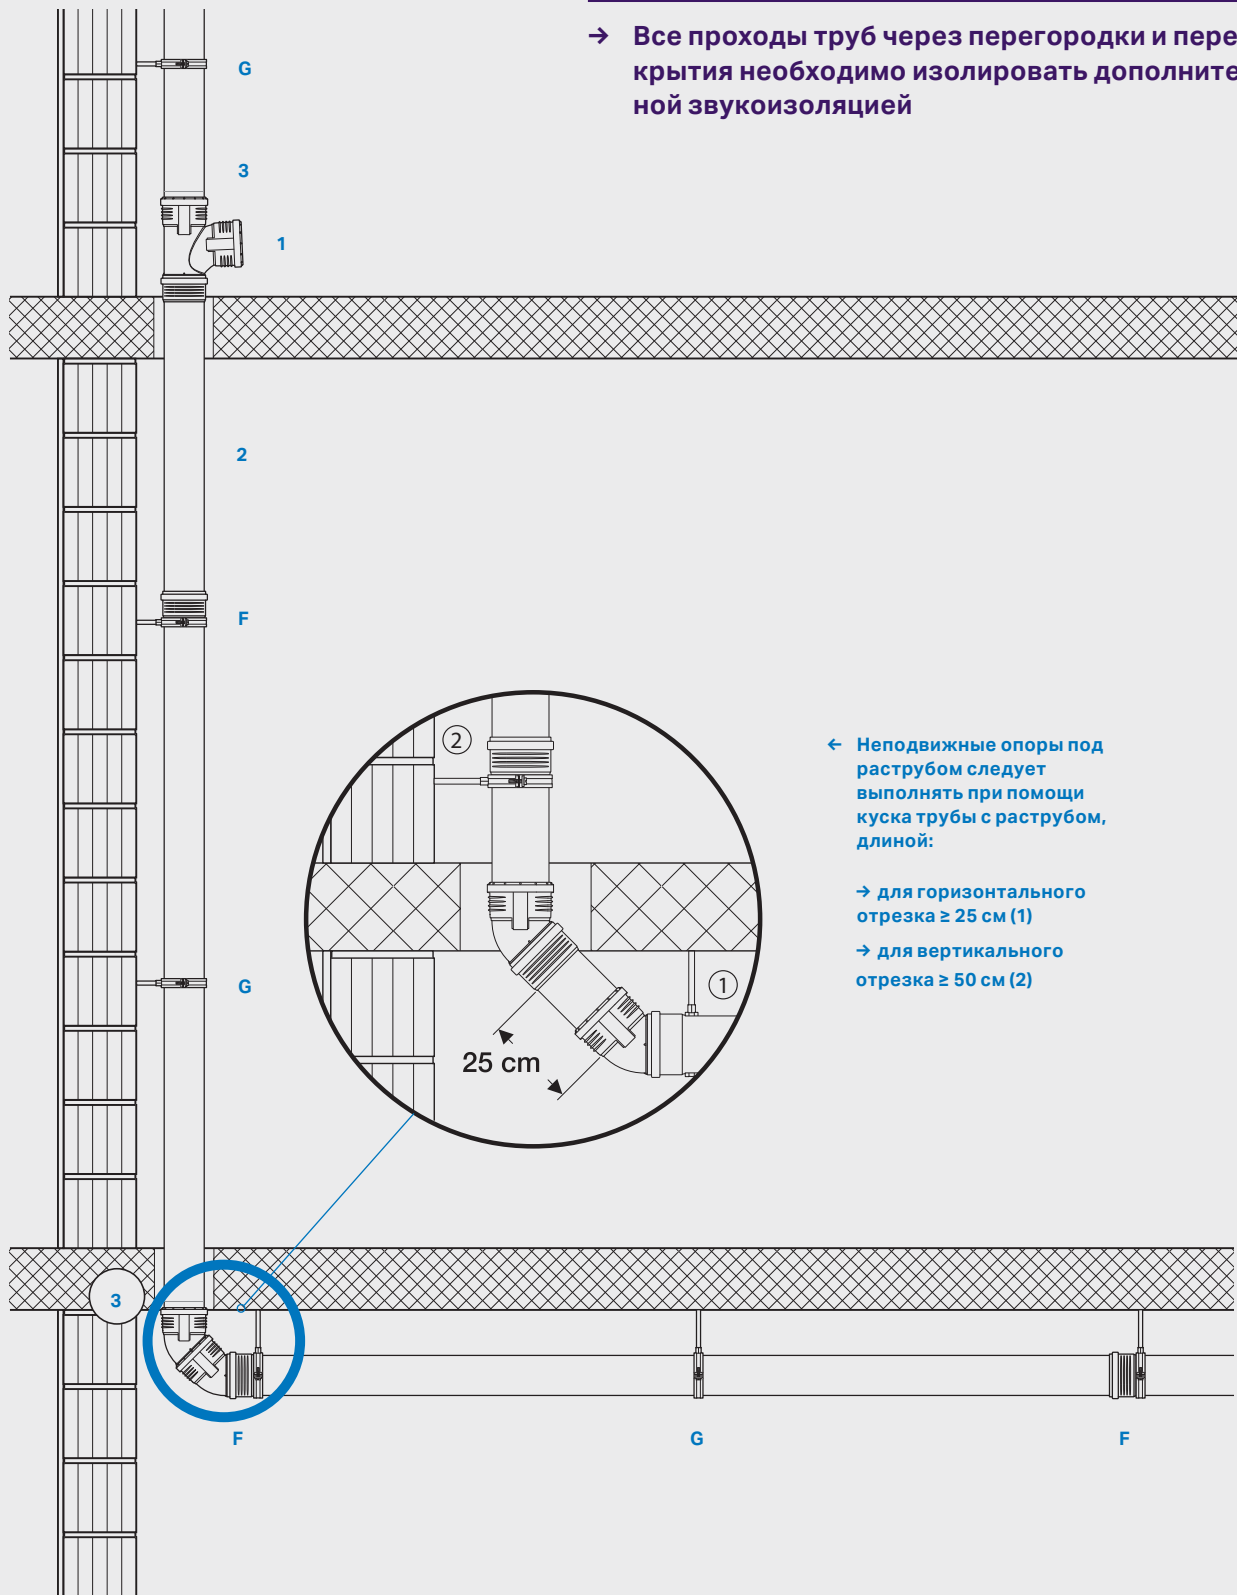 → Все проходы труб через перегородки и пере
крытия необходимо изолировать дополните
ной звукоизоляцией
G
3
1
2
F
②
← Неподвижные опоры под
раструбом следует
выполнять при помощи
куска трубы с раструбом,
длиной:
→ для горизонтального
отрезка ≥ 25 см (1)
→ для вертикального
отрезка ≥ 50 см (2)
G
①
25 cm
3
F
G
F